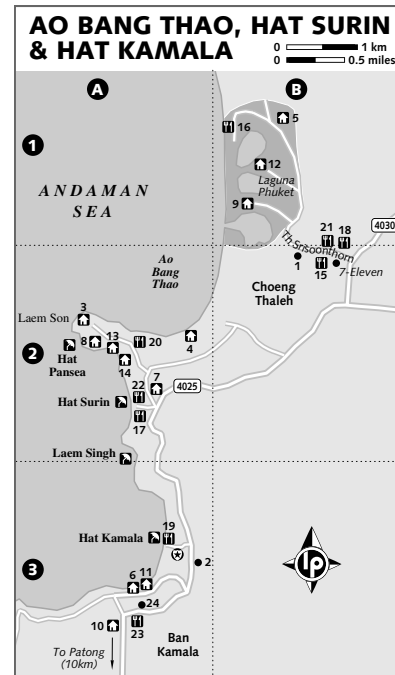 AO BANG THAO, HAT SURIN
& HAT KAMALA
0 1 km
0 0.5 miles
A
B
5
16
1
12
Laguna
Phuket
ANDAMAN
SEA
9
4030
21
18
Th Srisoonthorn
Ao
Bang
Thao
1
15
7-Eleven
Choeng
Thaleh
3
Laem Son
13
8
20
4
2
Hat
Pansea
14
7
22
4025
Hat Surin
17
Laem Singh
19
Hat Kamala
2
3
6
11
24
10
23
Ban
Kamala
To Patong
(10km)
lp